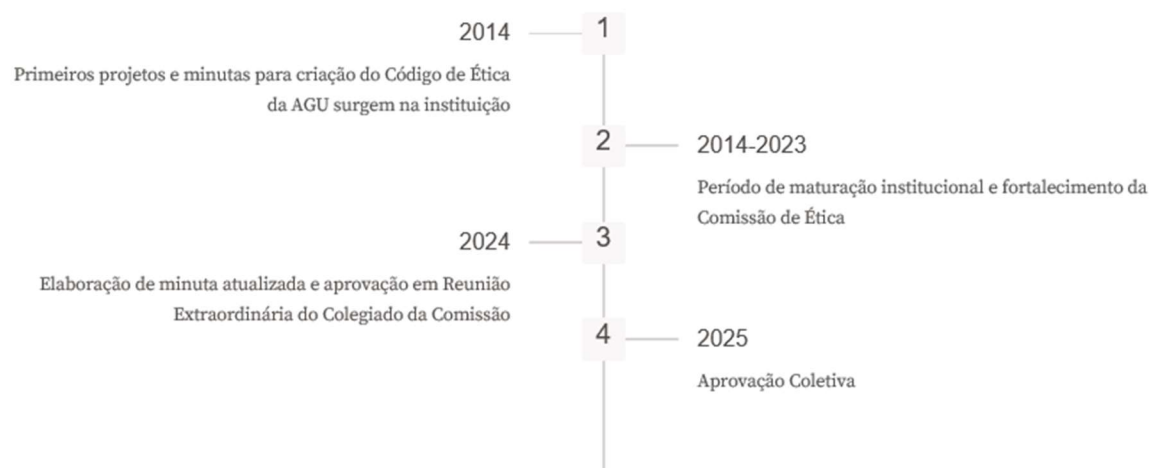 2014
1
Primeiros projetos e minutas para criação do Código de Ética
da AGU surgem na instituição
2
2014-2023
Período de maturação institucional e fortalecimento da
Comissão de Ética
2024
3
Elaboração de minuta atualizada e aprovação em Reunião
Extraordinária do Colegiado da Comissão
4
2025
Aprovação Coletiva